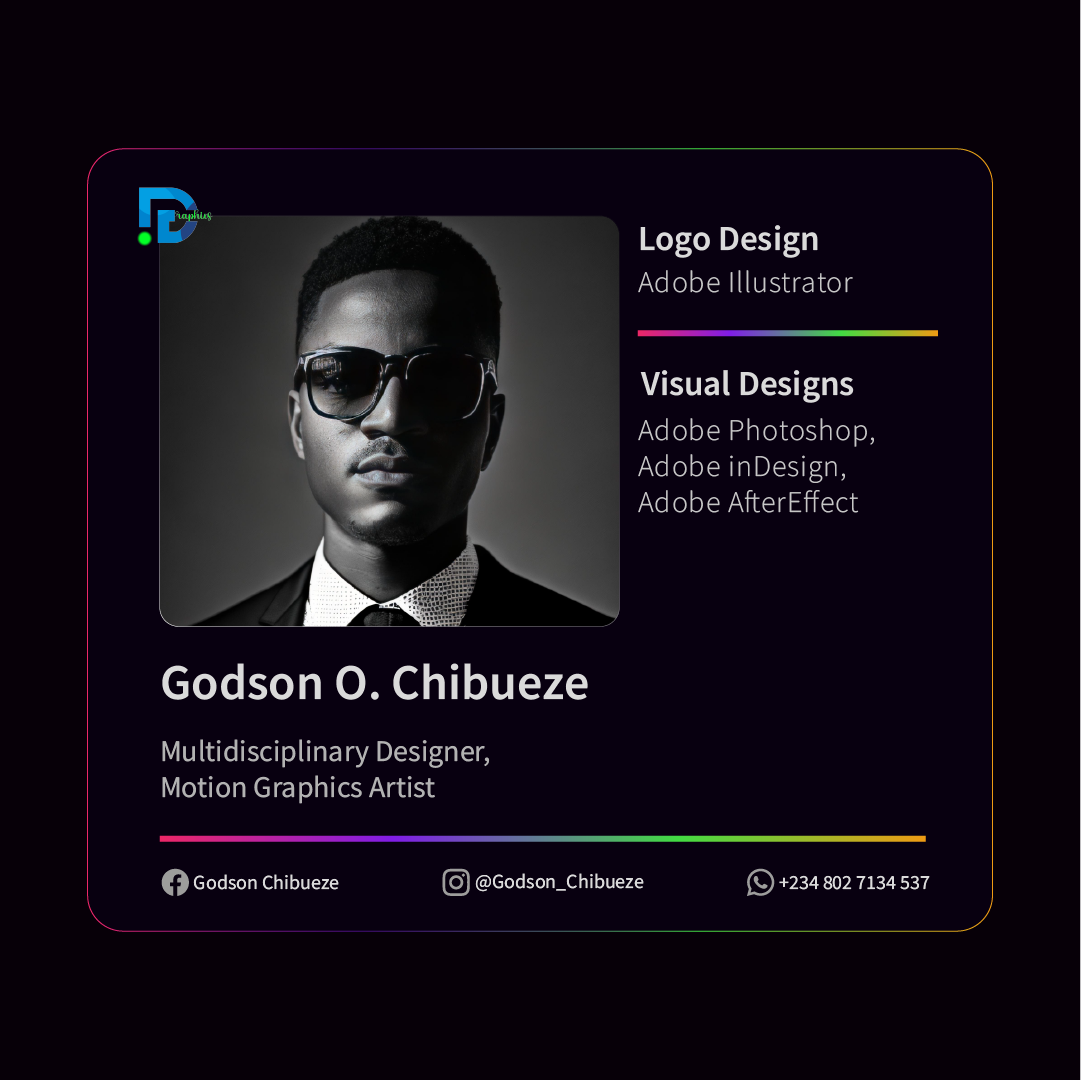 raphics
Logo Design
Adobe Illustrator
Visual Designs
Adobe Photoshop,
Adobe inDesign,
Adobe AfterEffect
Godson O. Chibueze
Multidisciplinary Designer,
Motion Graphics Artist
Godson Chibueze
@Godson_Chibueze
+234 802 7134 537